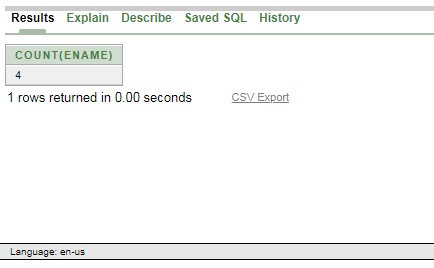 Results Explain Describe Saved SQL History
COUNT(ENAME)
4
1 rows returned in 0.00 seconds CSV Export
Language: en-us